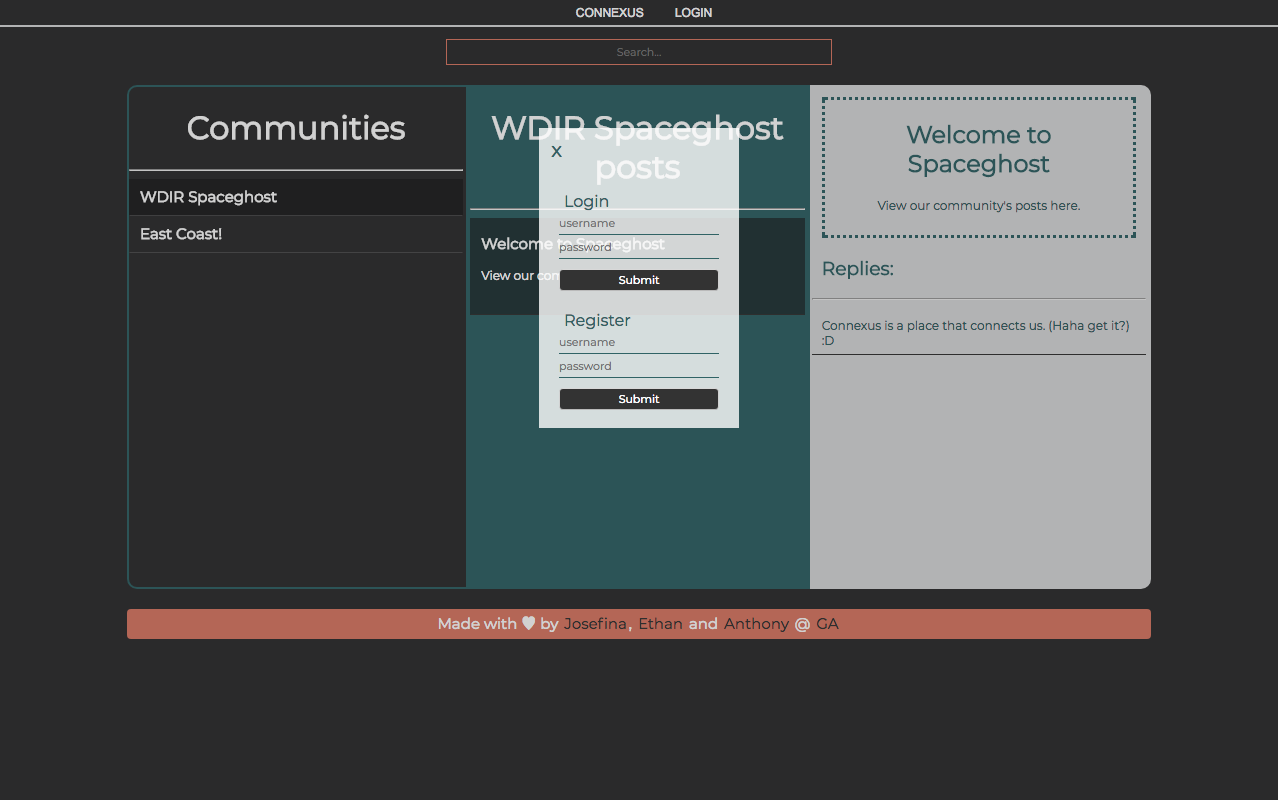 CONNEXUS LOGIN
Search...
Communities
WDIR Spaceghost
East Coast!
WDIR Spaceghost
posts
Welcome to Spaceghost
View our com
X
Login
username
password
Submit
Register
username
password
Submit
Welcome to
Spaceghost
View our community's posts here.
Replies:
Connexus is a place that connects us. (Haha get it?)
:D
Made with ♥ by Josefina, Ethan and Anthony @ GA